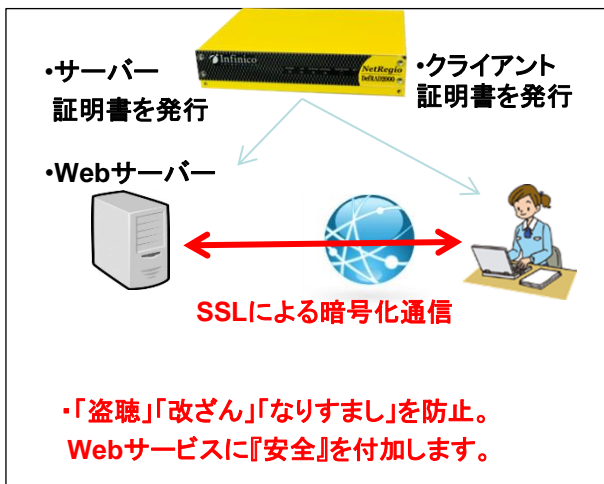 Infinico
NetRegio
・サーバー
証明書を発行
・クライアント
証明書を発行
・Webサーバー
SSLによる暗号化通信
・「盗聴」「改ざん」「なりすまし」を防止。
Webサービスに『安全』を付加します。